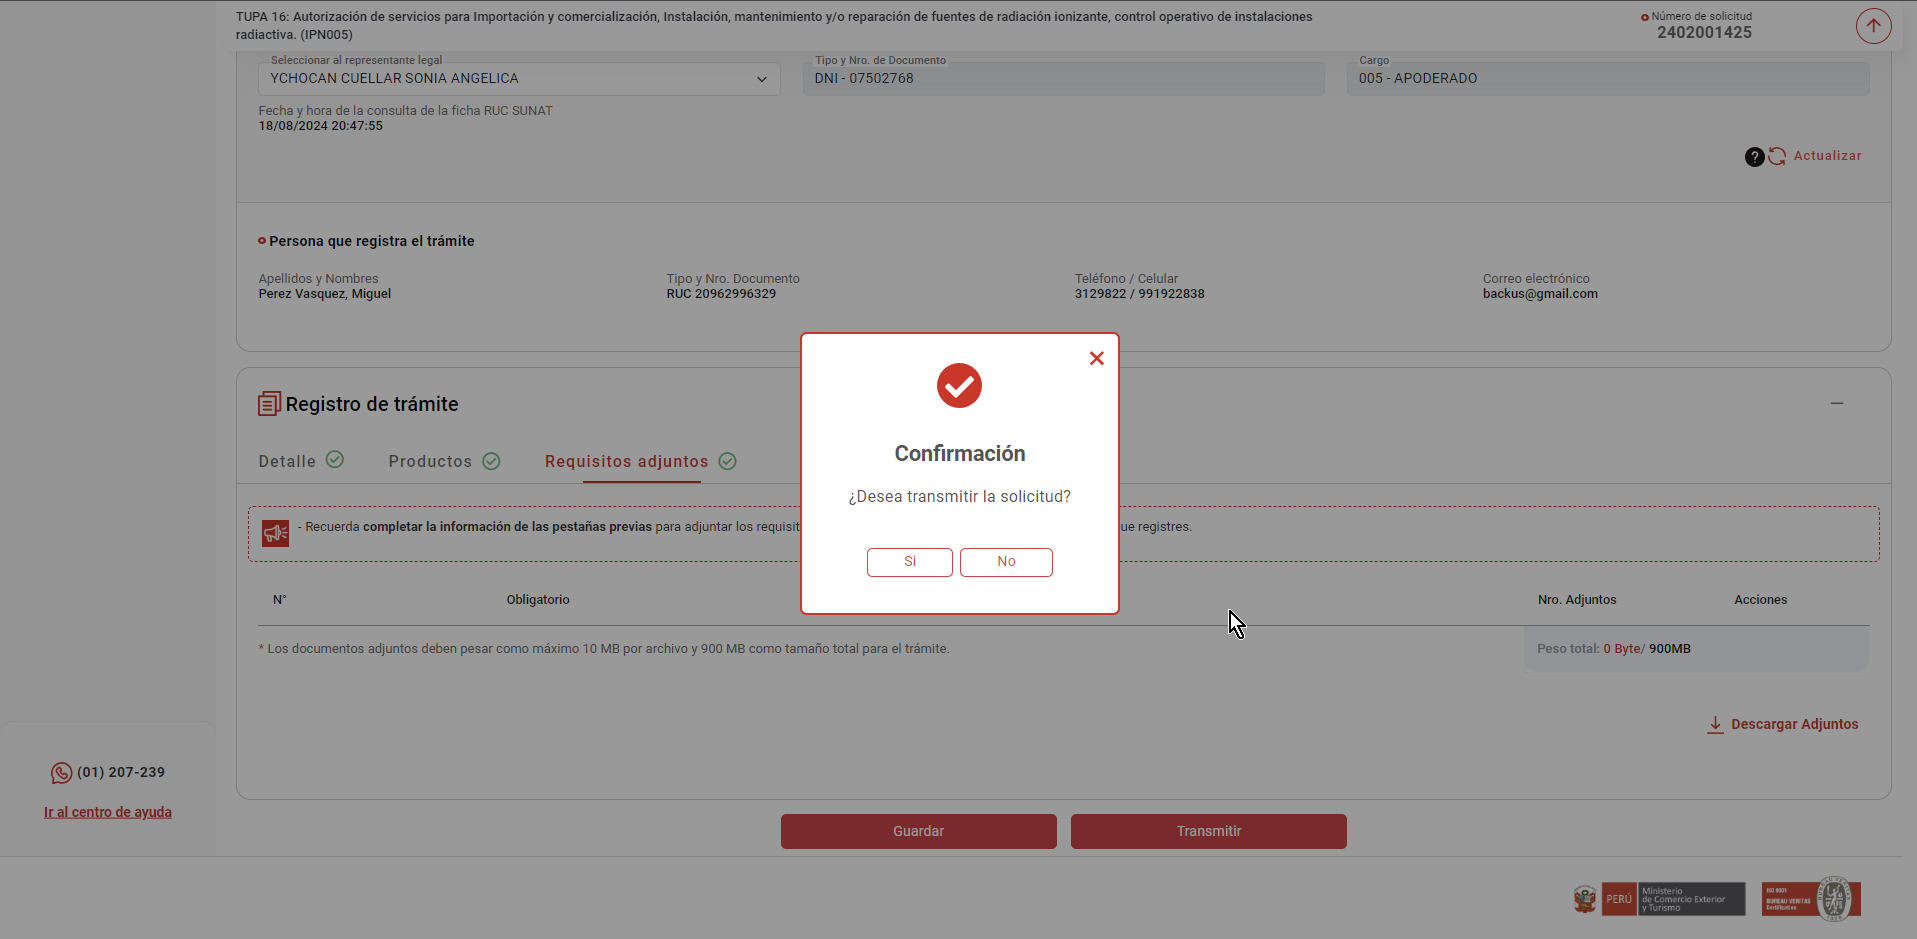 TUPA 16: Autorización de servicios para Importación y comercialización, Instalación, mantenimiento y/o reparación de fuentes de radiación ionizante, control operativo de instalaciones
radiactiva. (IPN005)
Número de solicitud
2402001425
Seleccionar al representante legal
YCHOCAN CUELLAR SONIA ANGELICA
Tipo y Nro. de Documento
DNI - 07502768
Cargo
005 - APODERADO
Fecha y hora de la consulta de la ficha RUC SUNAT
18/08/2024 20:47:55
? Actualizar
Persona que registra el trámite
Apellidos y Nombres
Perez Vasquez, Miguel
Tipo y Nro. Documento
RUC 20962996329
Teléfono / Celular
3129822 / 991922838
Correo electrónico
backus@gmail.com
Registro de trámite
Detalle Productos Requisitos adjuntos
- Recuerda completar la información de las pestañas previas para adjuntar los requisit
ue registres.
Confirmación
¿Desea transmitir la solicitud?
Si No
N° Obligatorio Nro. Adjuntos Acciones
* Los documentos adjuntos deben pesar como máximo 10 MB por archivo y 900 MB como tamaño total para el trámite.
Peso total: 0 Byte/ 900MB
Descargar Adjuntos
(01) 207-239
Ir al centro de ayuda
Guardar Transmitir
PERÚ
Ministerio
de Comercio Exterior
y Turismo
ISO 9001
BUREAU VERITAS
Certification